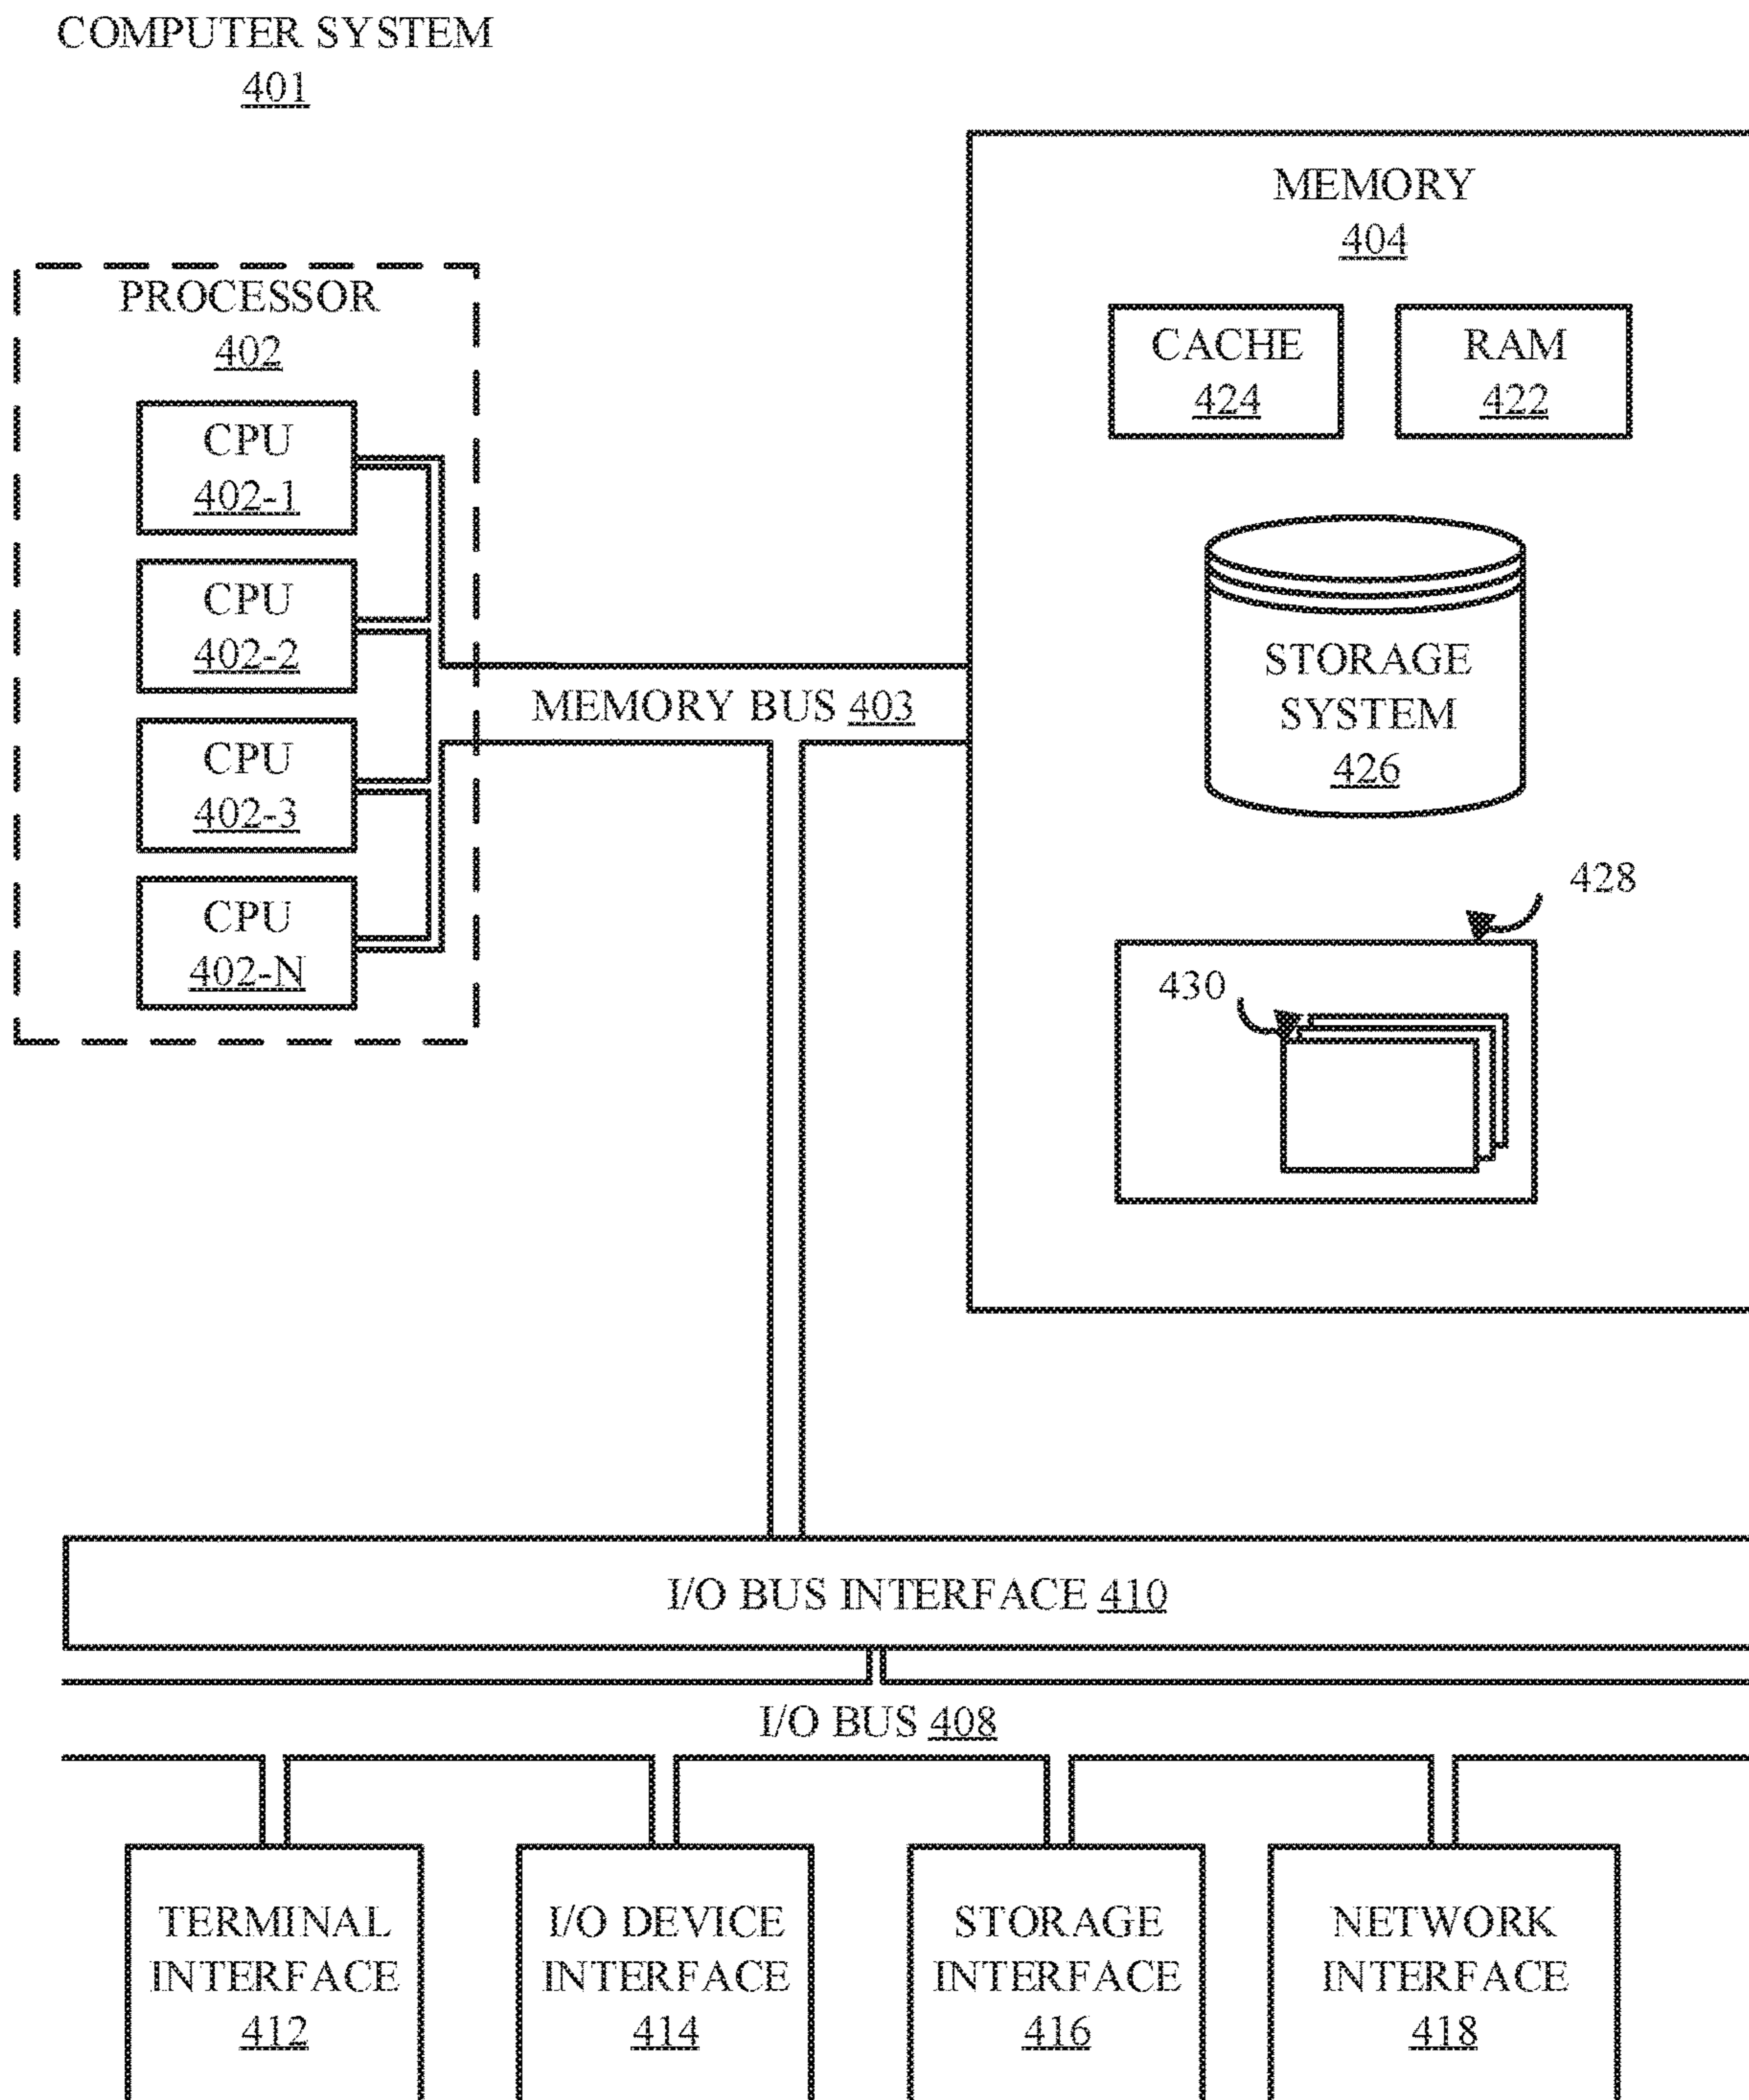 COMPUTER SYSTEM
401
PROCESSOR
402
CPU
402-1
CPU
402-2
CPU
402-3
CPU
402-N
MEMORY BUS 403
MEMORY
404
CACHE
424
RAM
422
STORAGE
SYSTEM
426
428
430
I/O BUS INTERFACE 410
I/O BUS 408
TERMINAL
INTERFACE
412
I/O DEVICE
INTERFACE
414
STORAGE
INTERFACE
416
NETWORK
INTERFACE
418